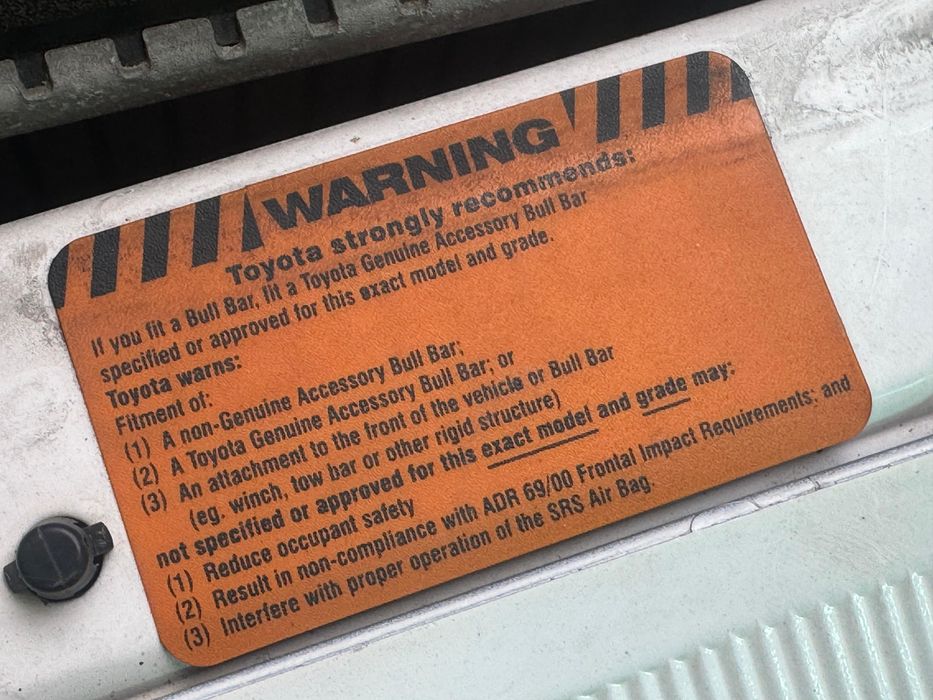 WARNING
Toyota strongly recommends:
If you fit a Bull Bar, fit a Toyota Genuine Accessory Bull Bar
specified or approved for this exact model and grade.
Toyota warns:
Fitment of:
(1) A non-Genuine Accessory Bull Bar;
(2) A Toyota Genuine Accessory Bull Bar; or
(3) An attachment to the front of the vehicle or Bull Bar
(eg. winch, tow bar or other rigid structure)
not specified or approved for this exact model and grade may:
(1) Reduce occupant safety
(2) Result in non-compliance with ADR 69/00 Frontal Impact Requirements; and
(3) Interfere with proper operation of the SRS Air Bag.